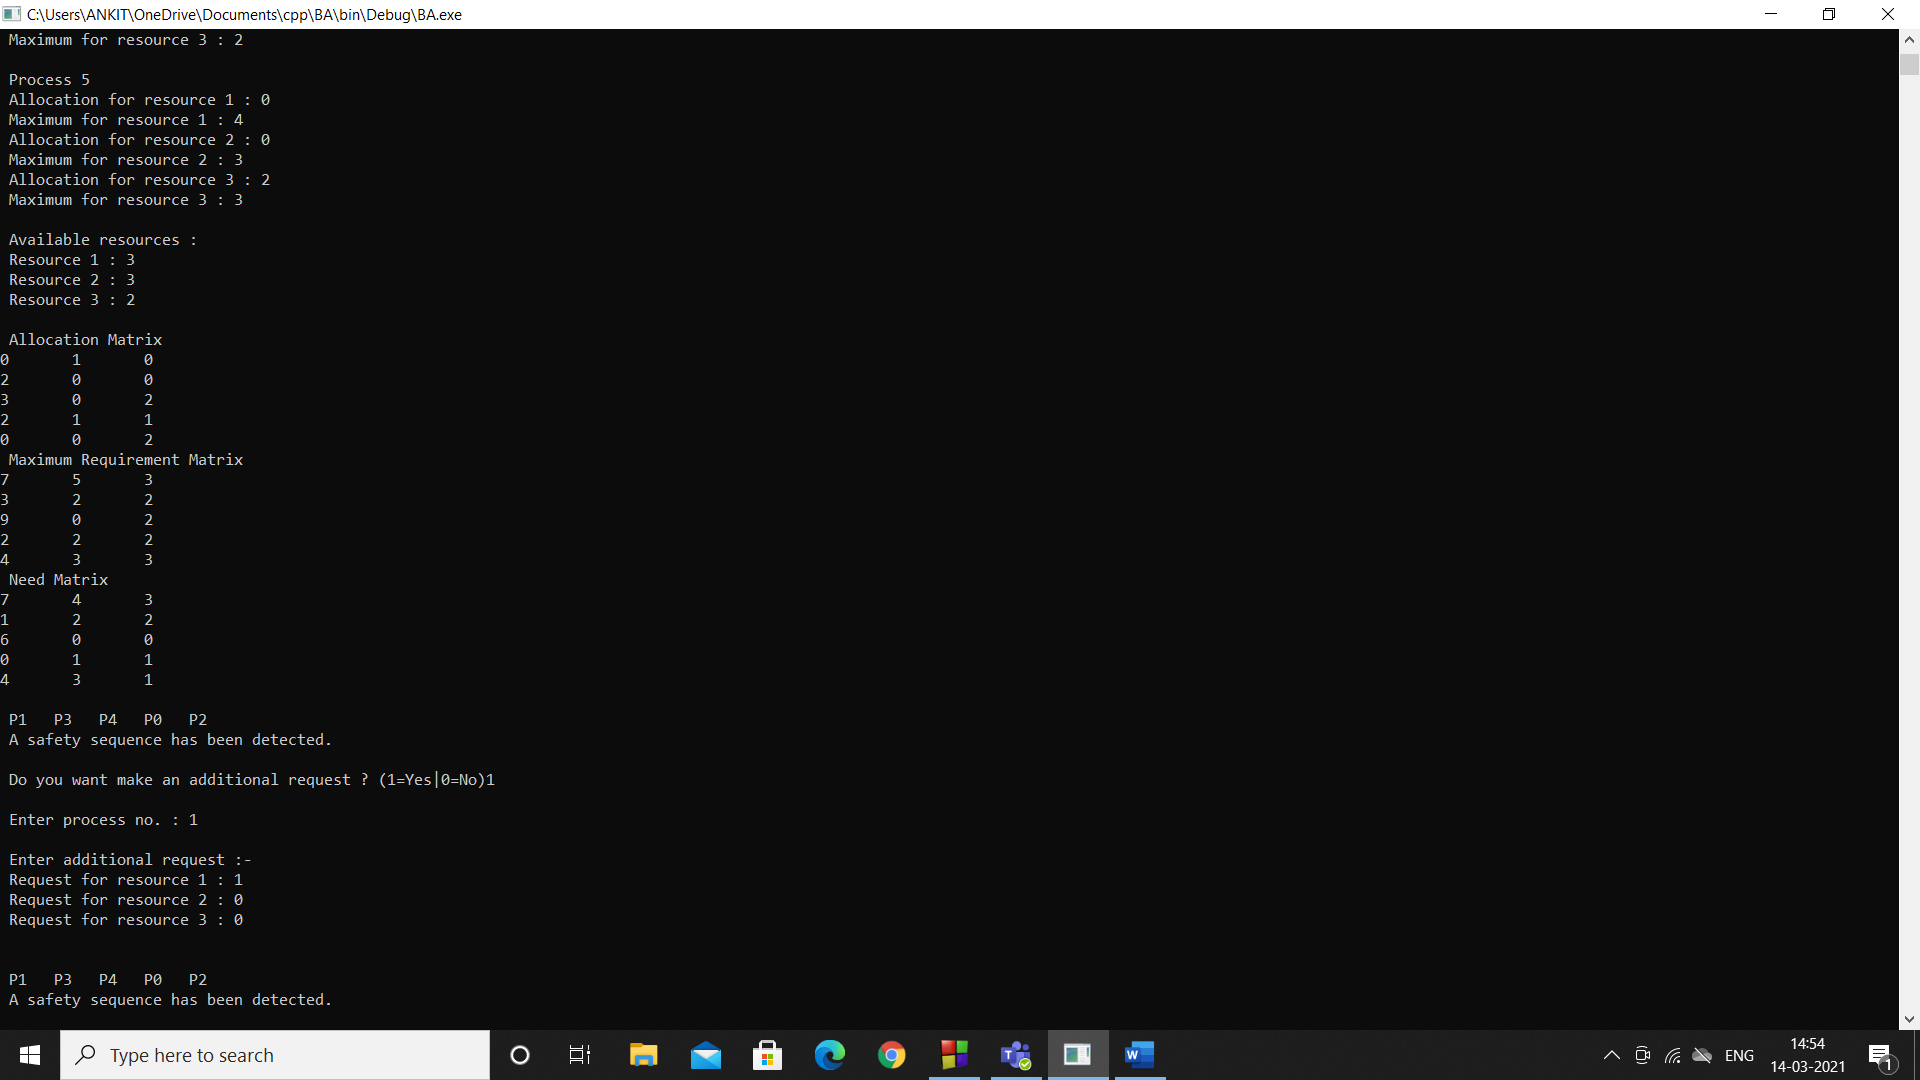 C:\Users\ANKIT\OneDrive\Documents\cpp\BA\bin\Debug\BA.exe
Maximum for resource 3 : 2
Process 5
Allocation for resource 1 : 0
Maximum for resource 1 : 4
Allocation for resource 2 : 0
Maximum for resource 2 : 3
Allocation for resource 3 : 2
Maximum for resource 3 : 3
Available resources :
Resource 1 : 3
Resource 2 : 3
Resource 3 : 2
Allocation Matrix
0 1 0
2 0 0
3 0 2
2 1 1
0 0 2
Maximum Requirement Matrix
7 5 3
3 2 2
9 0 2
2 2 2
4 3 3
Need Matrix
7 4 3
1 2 2
6 0 0
0 1 1
4 3 1
P1 P3 P4 P0 P2
A safety sequence has been detected.
Do you want make an additional request ? (1=Yes|0=No)1
Enter process no. : 1
Enter additional request :-
Request for resource 1 : 1
Request for resource 2 : 0
Request for resource 3 : 0
P1 P3 P4 P0 P2
A safety sequence has been detected.
Type here to search
ENG
14:54
14-03-2021
1